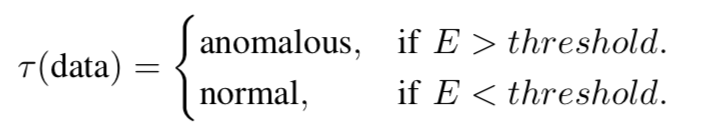 τ(data) = { anomalous, if E > threshold.
normal, if E < threshold.